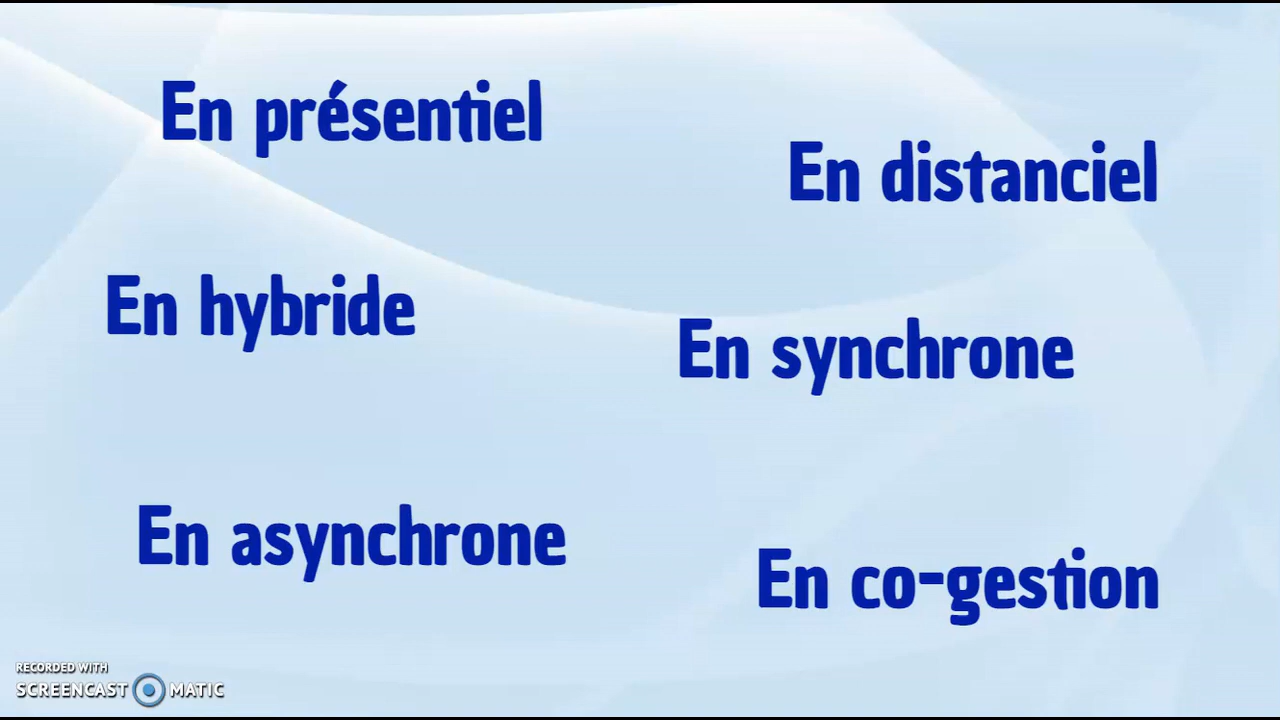 En présentiel
En distanciel
En hybride
En synchrone
En asynchrone
En co-gestion
RECORDED WITH
SCREENCAST MATIC